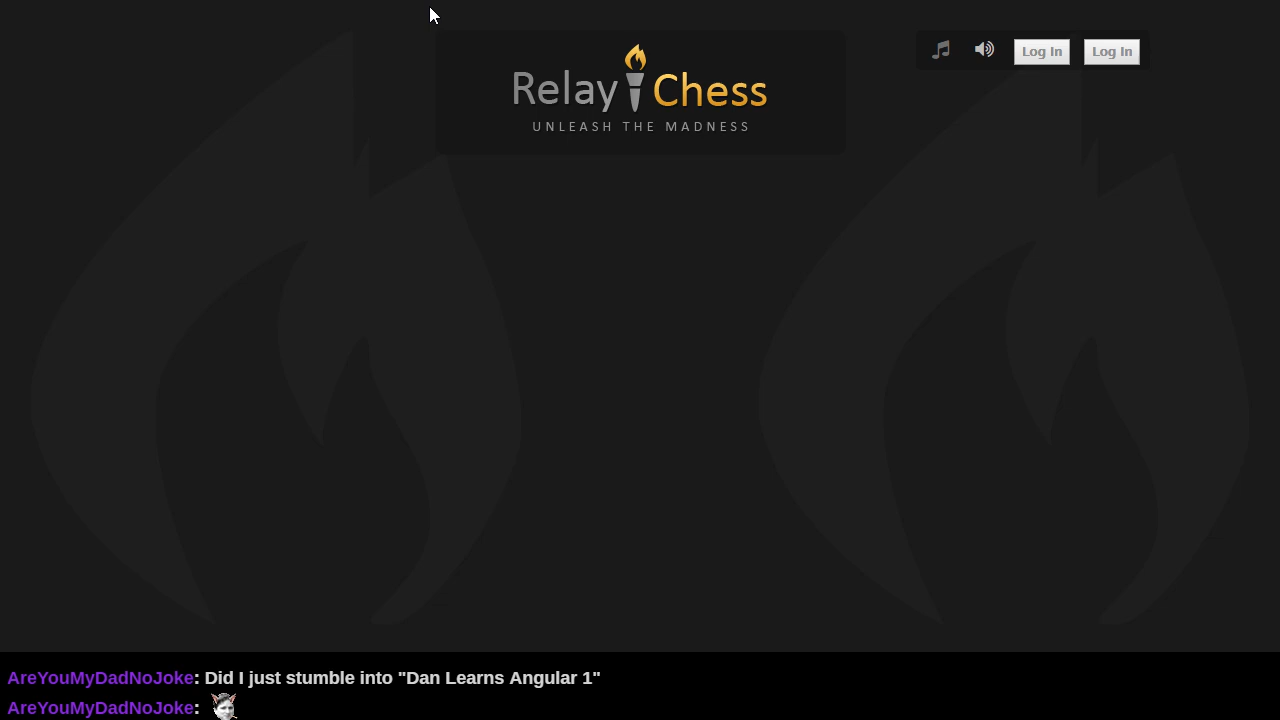 Relay Chess
UNLEASH THE MADNESS
Log In Log In
AreYouMyDadNoJoke: Did I just stumble into "Dan Learns Angular 1"
AreYouMyDadNoJoke: